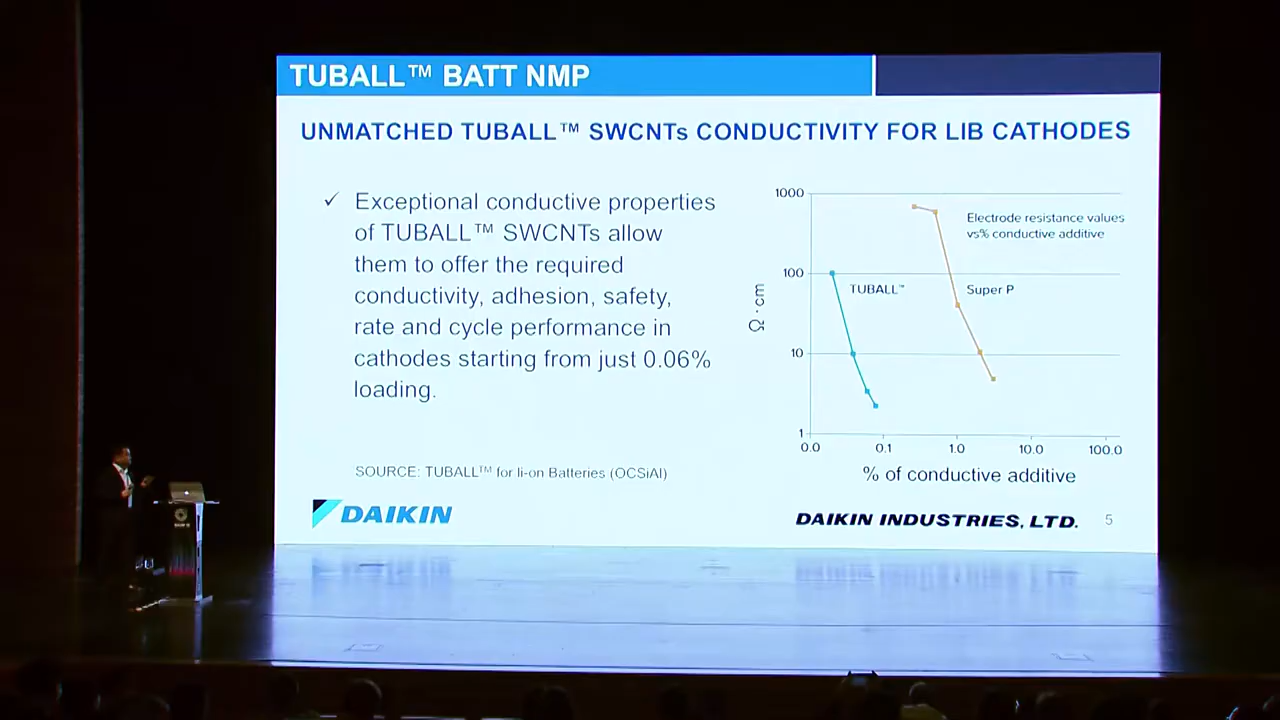 TUBALL™ BATT NMP
UNMATCHED TUBALL™ SWCNTs CONDUCTIVITY FOR LIB CATHODES
✓ Exceptional conductive properties
of TUBALL™ SWCNTs allow
them to offer the required
conductivity, adhesion, safety,
rate and cycle performance in
cathodes starting from just 0.06%
loading.
SOURCE: TUBALL™ for li-on Batteries (OCSiAl)
1000
100
10
1
Ω·cm
Electrode resistance values
vs% conductive additive
TUBALL™
Super P
0.0 0.1 1.0 10.0 100.0
% of conductive additive
DAIKIN
DAIKIN INDUSTRIES, LTD. 5